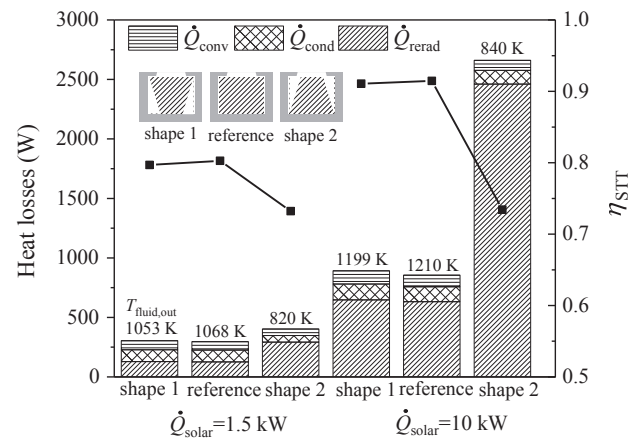 3000
2500
2000
1500
1000
500
0
Heat losses (W)
Q̇conv
Q̇cond
Q̇rerad
shape 1
reference
shape 2
Tfluid,out
1053 K
1068 K
820 K
1199 K
1210 K
840 K
1.0
0.9
0.8
0.7
0.6
0.5
ηSTT
shape 1 reference shape 2 shape 1 reference shape 2
Q̇solar=1.5 kW Q̇solar=10 kW